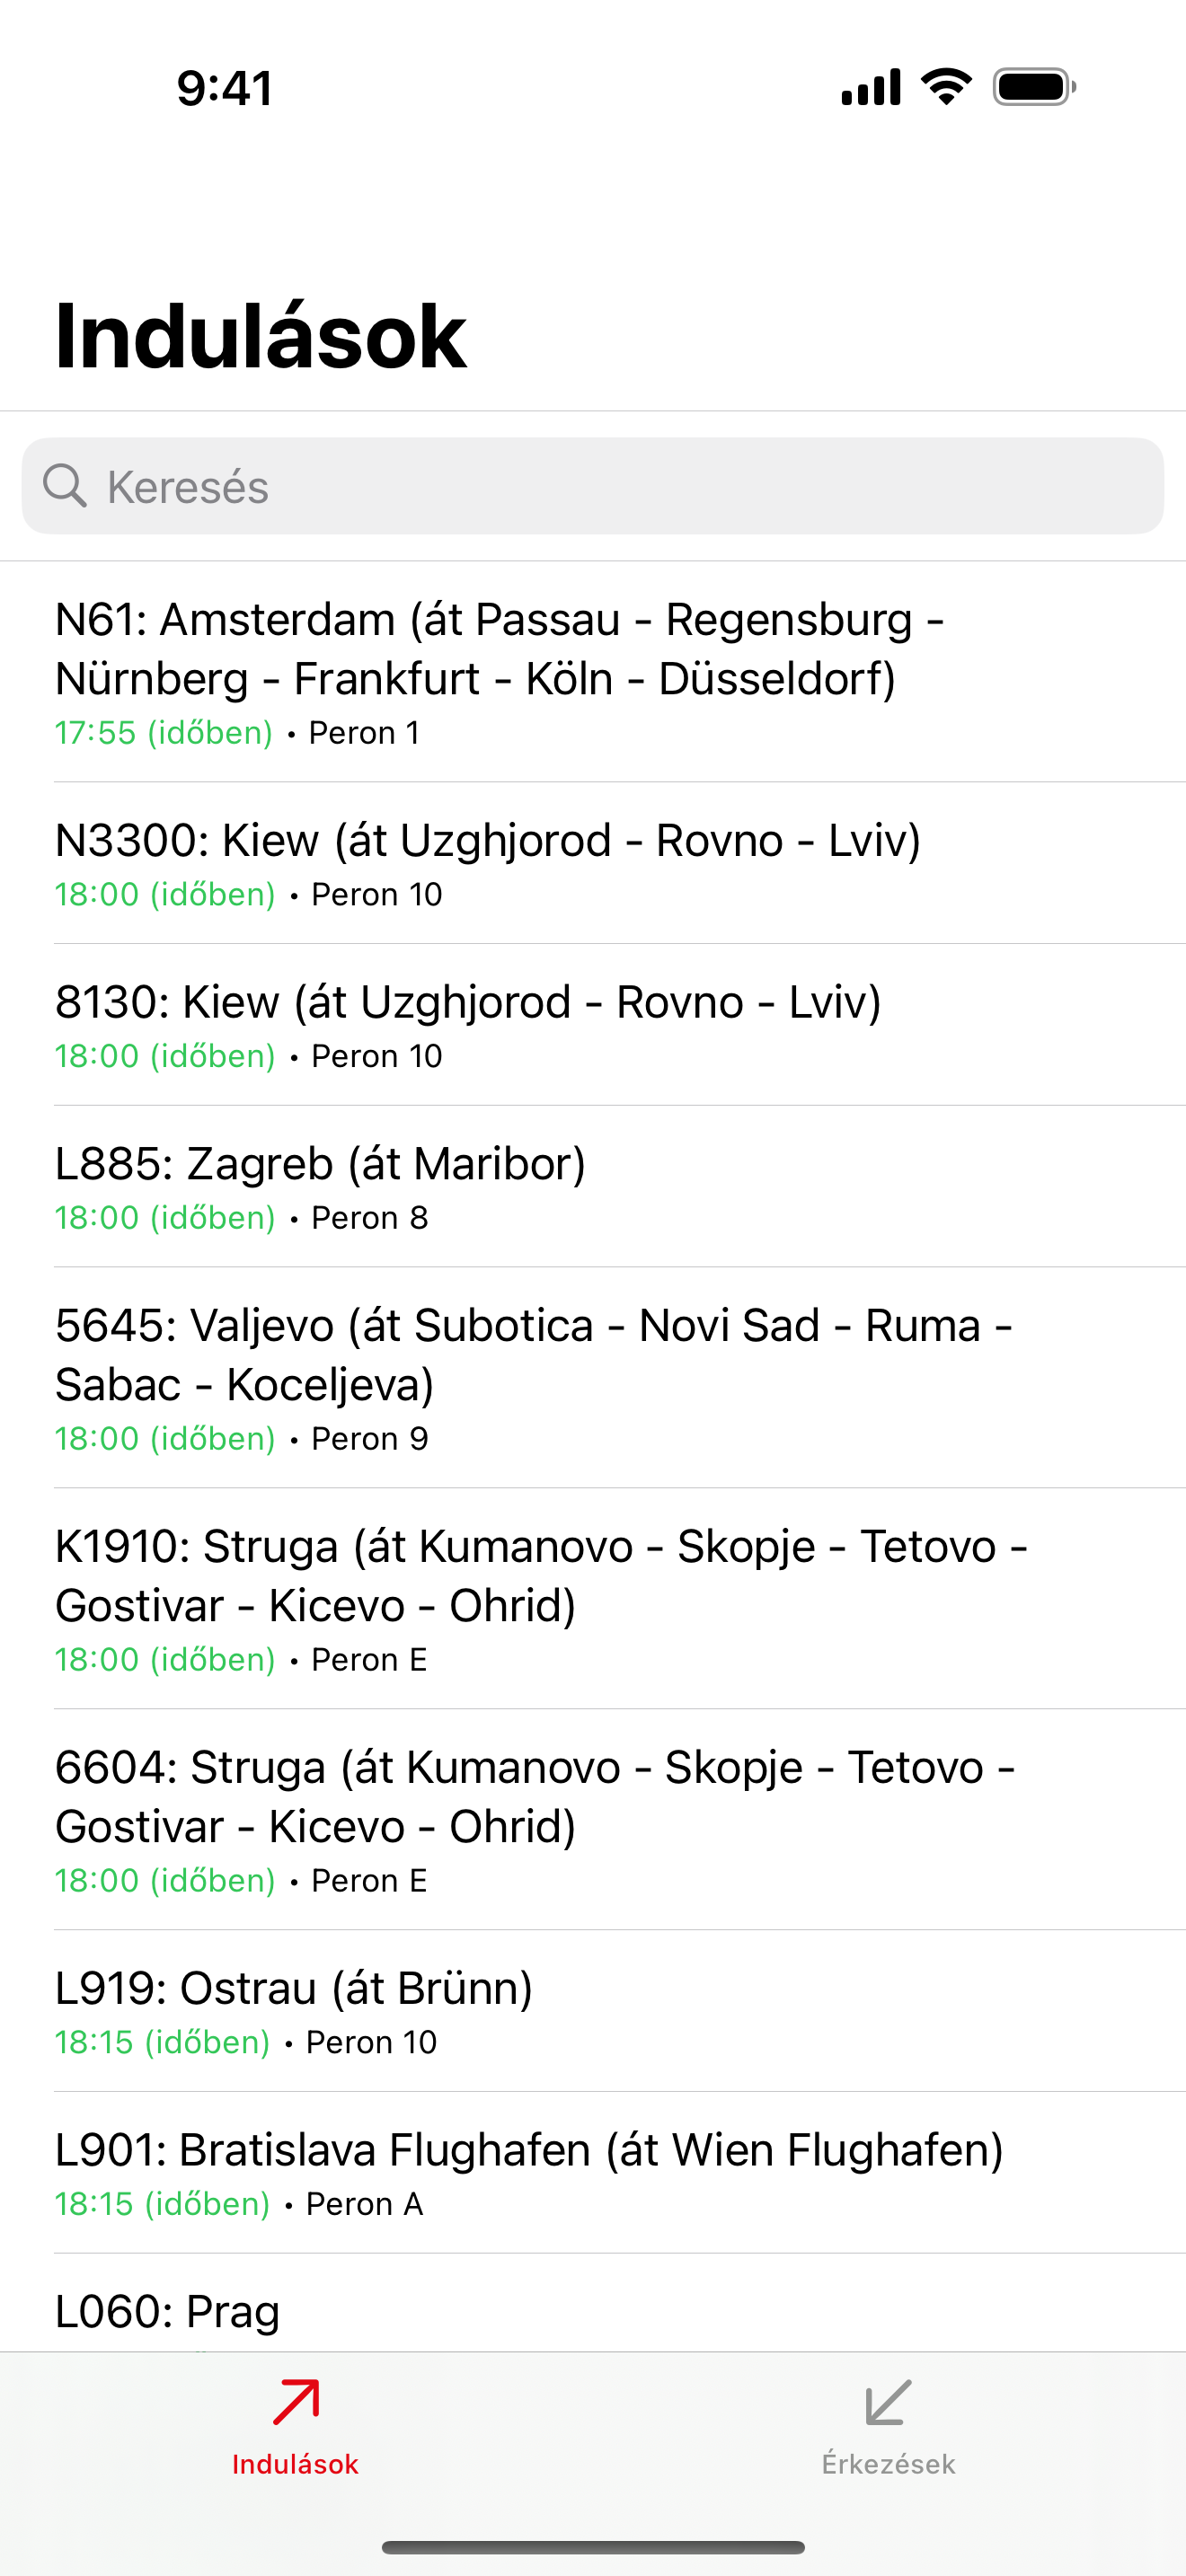 9:41
Indulások
Keresés
N61: Amsterdam (át Passau - Regensburg -
Nürnberg - Frankfurt - Köln - Düsseldorf)
17:55 (időben) • Peron 1
N3300: Kiew (át Uzghjorod - Rovno - Lviv)
18:00 (időben) • Peron 10
8130: Kiew (át Uzghjorod - Rovno - Lviv)
18:00 (időben) • Peron 10
L885: Zagreb (át Maribor)
18:00 (időben) • Peron 8
5645: Valjevo (át Subotica - Novi Sad - Ruma -
Sabac - Koceljeva)
18:00 (időben) • Peron 9
K1910: Struga (át Kumanovo - Skopje - Tetovo -
Gostivar - Kicevo - Ohrid)
18:00 (időben) • Peron E
6604: Struga (át Kumanovo - Skopje - Tetovo -
Gostivar - Kicevo - Ohrid)
18:00 (időben) • Peron E
L919: Ostrau (át Brünn)
18:15 (időben) • Peron 10
L901: Bratislava Flughafen (át Wien Flughafen)
18:15 (időben) • Peron A
L060: Prag
Indulások
Érkezések